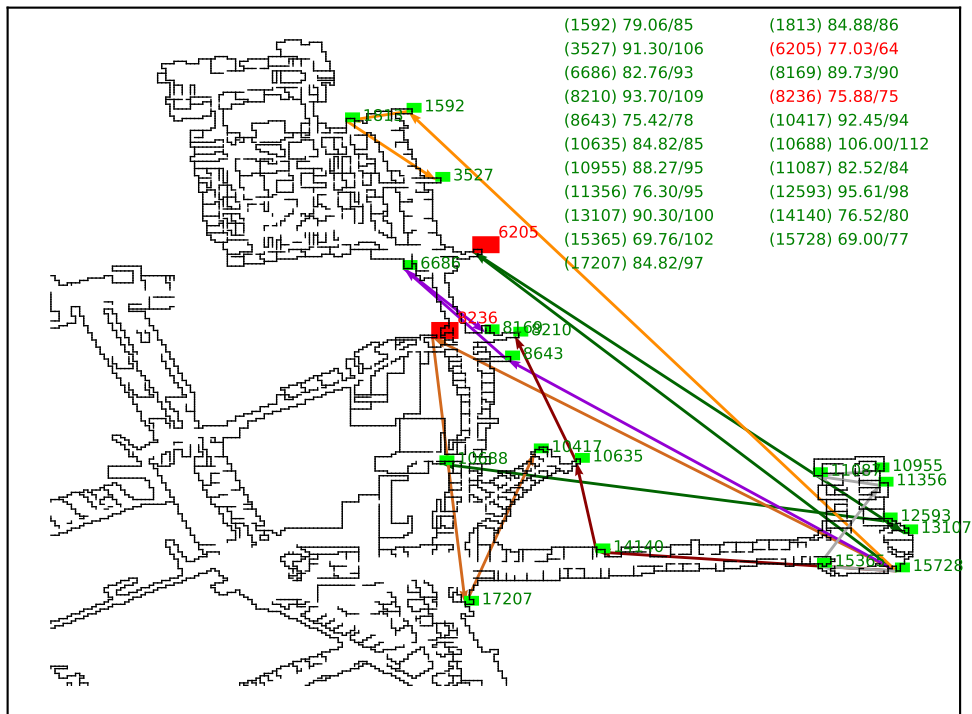 (1592) 79.06/85 (1813) 84.88/86
(3527) 91.30/106 (6205) 77.03/64
(6686) 82.76/93 (8169) 89.73/90
(8210) 93.70/109 (8236) 75.88/75
(8643) 75.42/78 (10417) 92.45/94
(10635) 84.82/85 (10688) 106.00/112
(10955) 88.27/95 (11087) 82.52/84
(11356) 76.30/95 (12593) 95.61/98
(13107) 90.30/100 (14140) 76.52/80
(15365) 69.76/102 (15728) 69.00/77
(17207) 84.82/97
1592
1813
3527
6205
6686
8236
8169
8210
8643
10417
10635
10688
10955
11087
11356
12593
13107
14140
15365
15728
17207